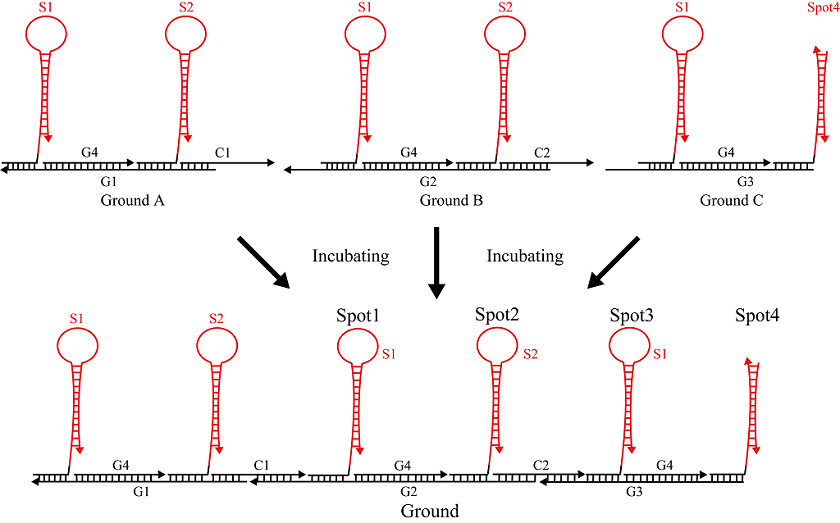 S1 S2 S1 S2 S1 Spot4
G4 C1 G4 C2 G4
G1 G2 G3
Ground A Ground B Ground C
Incubating Incubating
Spot1 Spot2 Spot3 Spot4
S1 S2 S1 S2 S1
G4 C1 G4 C2 G4
G1 G2 G3
Ground